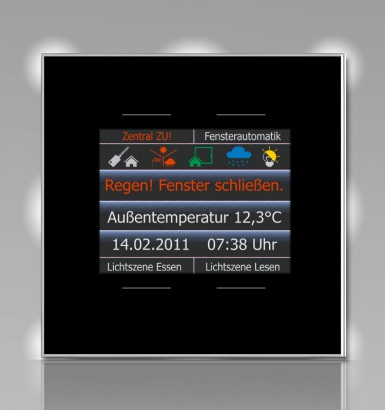 Zentral ZU! Fensterautomatik
Regen! Fenster schließen.
Außentemperatur 12,3°C
14.02.2011 07:38 Uhr
Lichtszene Essen Lichtszene Lesen